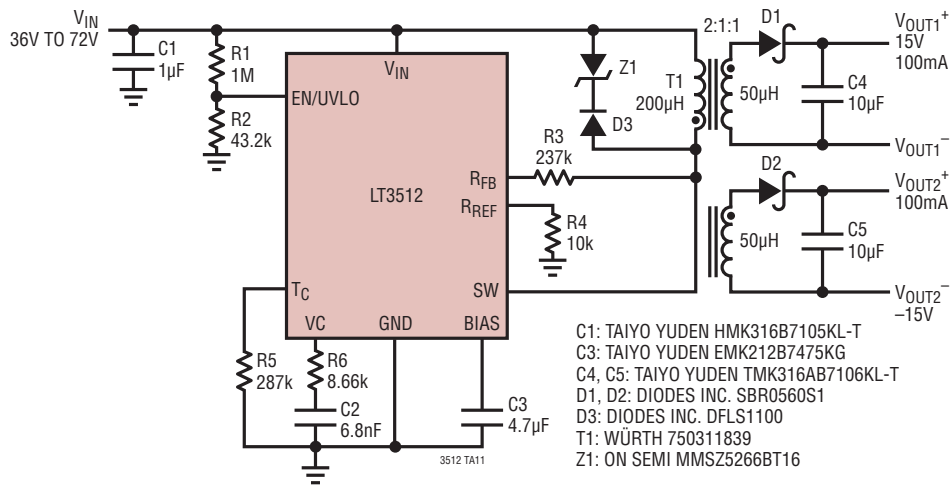 VIN
36V TO 72V
C1
1µF
R1
1M
R2
43.2k
VIN
EN/UVLO
LT3512
RFB
RREF
TC
SW
VC
GND
BIAS
Z1
D3
R3
237k
R4
10k
T1
200µH
2:1:1
50µH
D1
C4
10µF
VOUT1+
15V
100mA
VOUT1–
D2
50µH
C5
10µF
VOUT2+
100mA
VOUT2–
–15V
R5
287k
R6
8.66k
C2
6.8nF
C3
4.7µF
3512 TA11
C1: TAIYO YUDEN HMK316B7105KL-T
C3: TAIYO YUDEN EMK212B7475KG
C4, C5: TAIYO YUDEN TMK316AB7106KL-T
D1, D2: DIODES INC. SBR0560S1
D3: DIODES INC. DFLS1100
T1: WÜRTH 750311839
Z1: ON SEMI MMSZ5266BT16